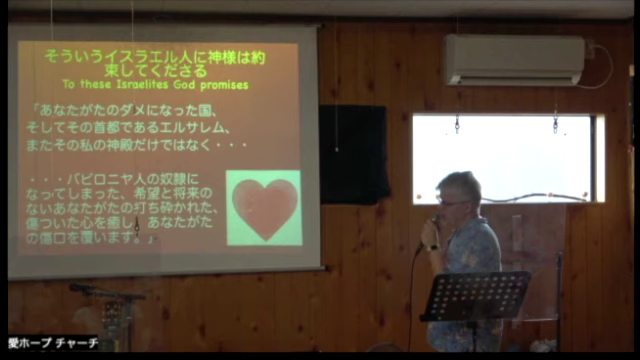 そういうイスラエル人に神様は約
束してくださる
To these Israelites God promises
「あなたがたのダメになった国、
そしてその首都であるエルサレム、
またその私の神殿だけではなく・・・
・・・バビロニヤ人の奴隷に
なってしまった、希望と将来の
ないあなたがたの打ち砕かれた、
傷ついた心を癒し、あなたがた
の傷口を覆います。」
愛ホープ チャーチ